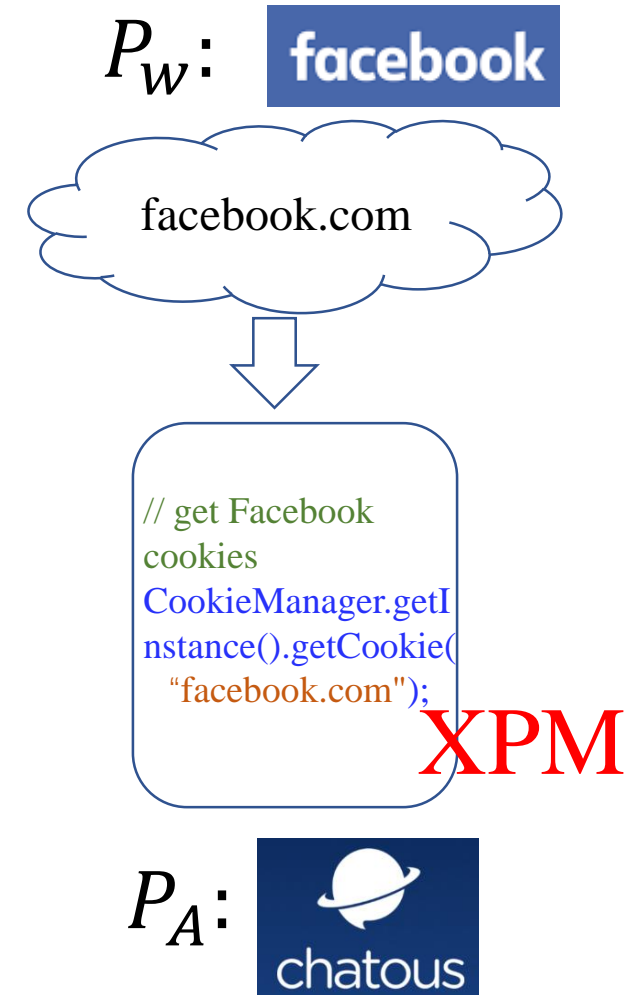 P_W: facebook
facebook.com
// get Facebook
cookies
CookieManager.getI
nstance().getCookie(
“facebook.com");
XPM
P_A:
chatous